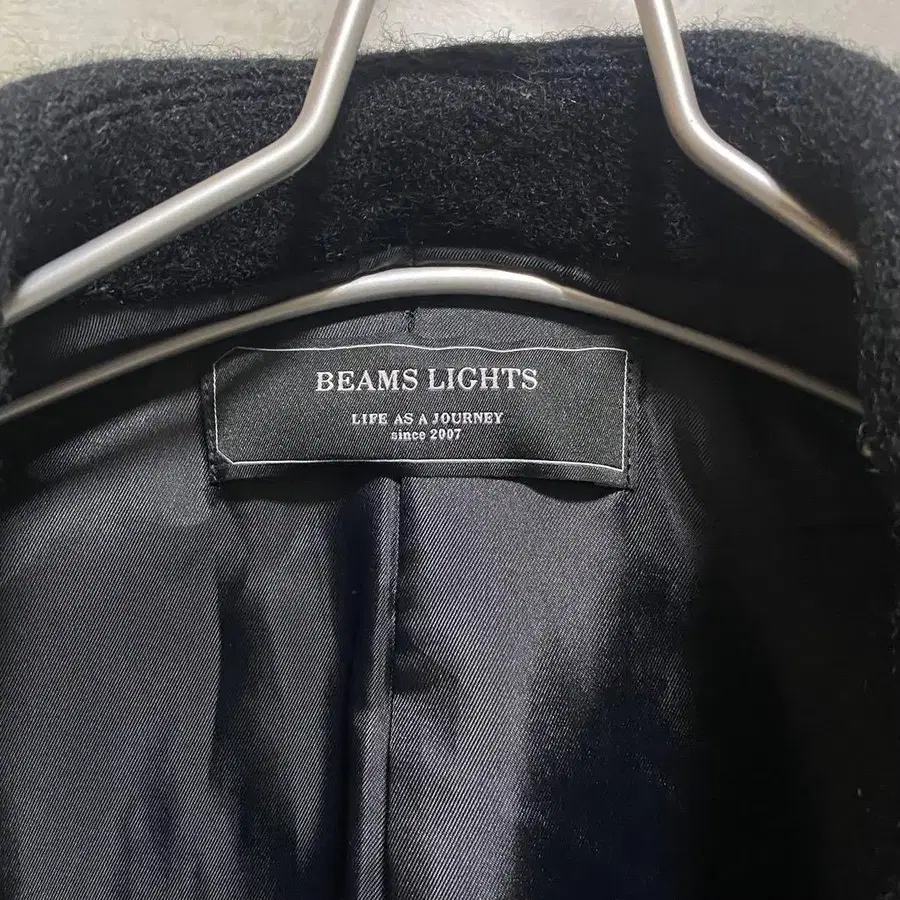 BEAMS LIGHTS
LIFE AS A JOURNEY
since 2007